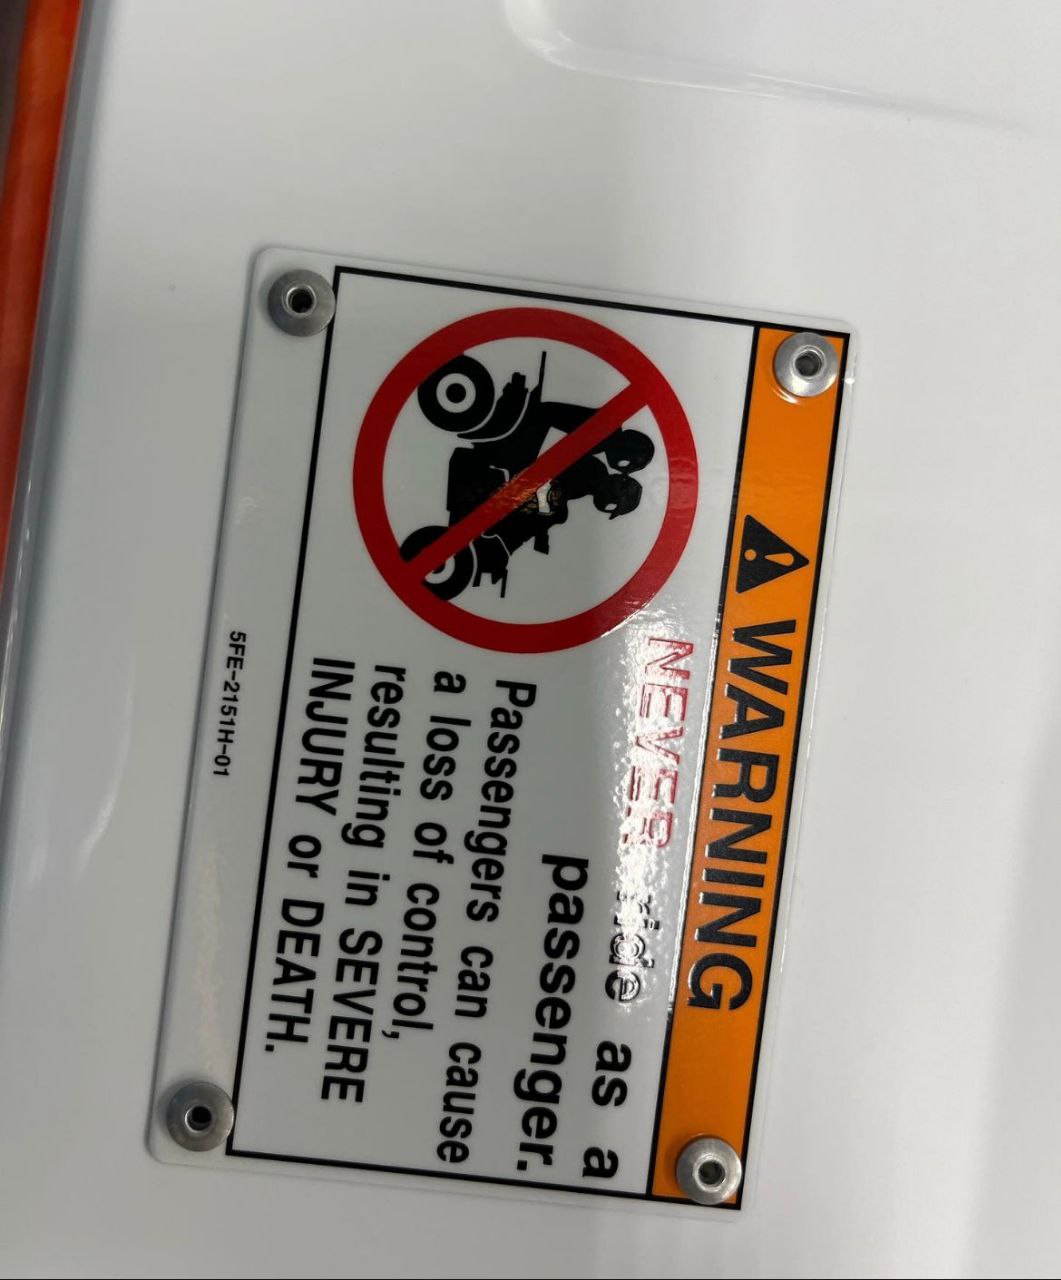 WARNING
NEVER ride as a
passenger.
Passengers can cause
a loss of control,
resulting in SEVERE
INJURY or DEATH.
5FE-2151H-01